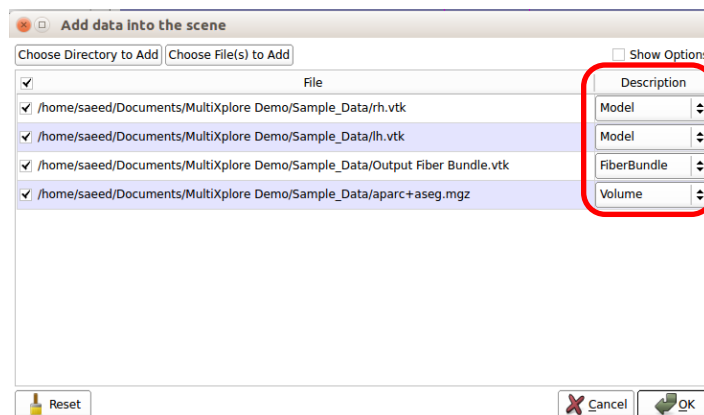 Add data into the scene
Choose Directory to Add Choose File(s) to Add Show Options
File Description
/home/saeed/Documents/MultiXplore Demo/Sample_Data/rh.vtk Model
/home/saeed/Documents/MultiXplore Demo/Sample_Data/lh.vtk Model
/home/saeed/Documents/MultiXplore Demo/Sample_Data/Output Fiber Bundle.vtk FiberBundle
/home/saeed/Documents/MultiXplore Demo/Sample_Data/aparc+aseg.mgz Volume
Reset Cancel OK